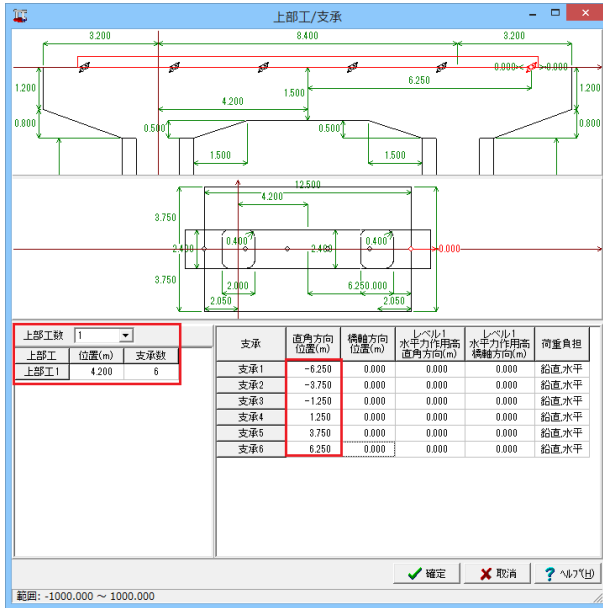 上部工/支承
3.200 8.400 3.200
0.000 0.000
6.250
1.200 1.500 1.200
4.200
0.800 0.500 0.500 0.800
1.500 1.500
12.500
4.200
3.750
2.400 0.400 2.400 0.400 0.000
3.750
2.000 6.250.000
2.050 2.050
上部工数 1
上部工 位置(m) 支承数
上部工1 4.200 6
支承 直角方向位置(m) 橋軸方向位置(m) レベル1水平力作用高直角方向(m) レベル1水平力作用高橋軸方向(m) 荷重負担
支承1 -6.250 0.000 0.000 0.000 鉛直,水平
支承2 -3.750 0.000 0.000 0.000 鉛直,水平
支承3 -1.250 0.000 0.000 0.000 鉛直,水平
支承4 1.250 0.000 0.000 0.000 鉛直,水平
支承5 3.750 0.000 0.000 0.000 鉛直,水平
支承6 6.250 0.000 0.000 0.000 鉛直,水平
確定 取消 ? ヘルプ(H)
範囲: -1000.000 ～ 1000.000